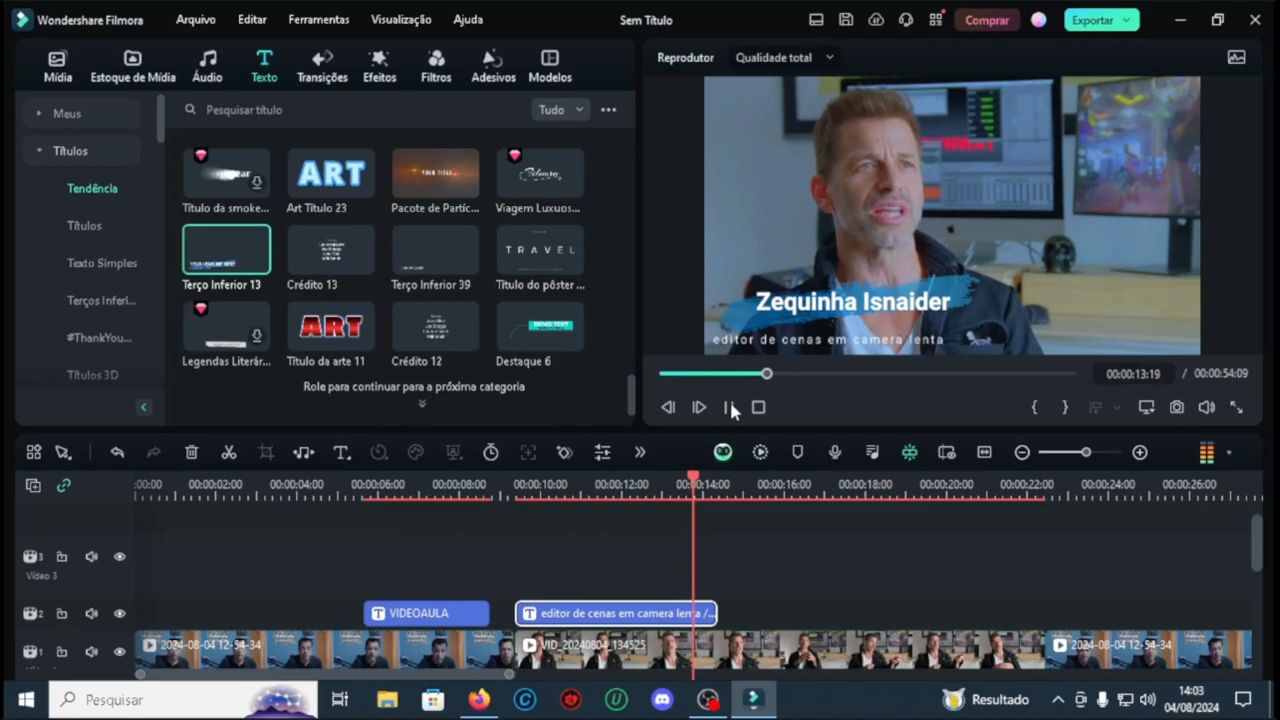 Wondershare Filmora
Arquivo
Editar
Ferramentas
Visualização
Ajuda
Sem Título
Comprar
Exportar
Mídia
Estoque de Mídia
Áudio
Texto
Transições
Efeitos
Filtros
Adesivos
Modelos
Reprodutor
Qualidade total
Meus
Títulos
Tendência
Títulos
Texto Simples
Terços Inferi...
#ThankYou...
Títulos 3D
Pesquisar título
Tudo
Título da smoke...
ART
Art Título 23
YOUR TITLE
Pacote de Partíc...
Viagem Luxuos...
Terço Inferior 13
Crédito 13
Terço Inferior 39
TRAVEL
Título do pôster ...
Legendas Literár...
ART
Título da arte 11
Crédito 12
Destaque 6
Role para continuar para a próxima categoria
Zequinha Isnaider
editor de cenas em camera lenta
00:00:13:19 / 00:00:54:09
:00:00
00:00:02:00
00:00:04:00
00:00:06:00
00:00:08:00
00:00:10:00
00:00:12:00
00:00:14:00
00:00:16:00
00:00:18:00
00:00:20:00
00:00:22:00
00:00:24:00
00:00:26:00
3
Vídeo 3
2
VIDEOAULA
editor de cenas em camera lenta /...
1
2024-08-04 12-54-34
VID_20240804_134525
2024-08-04 12-54-34
Pesquisar
Resultado
14:03
04/08/2024